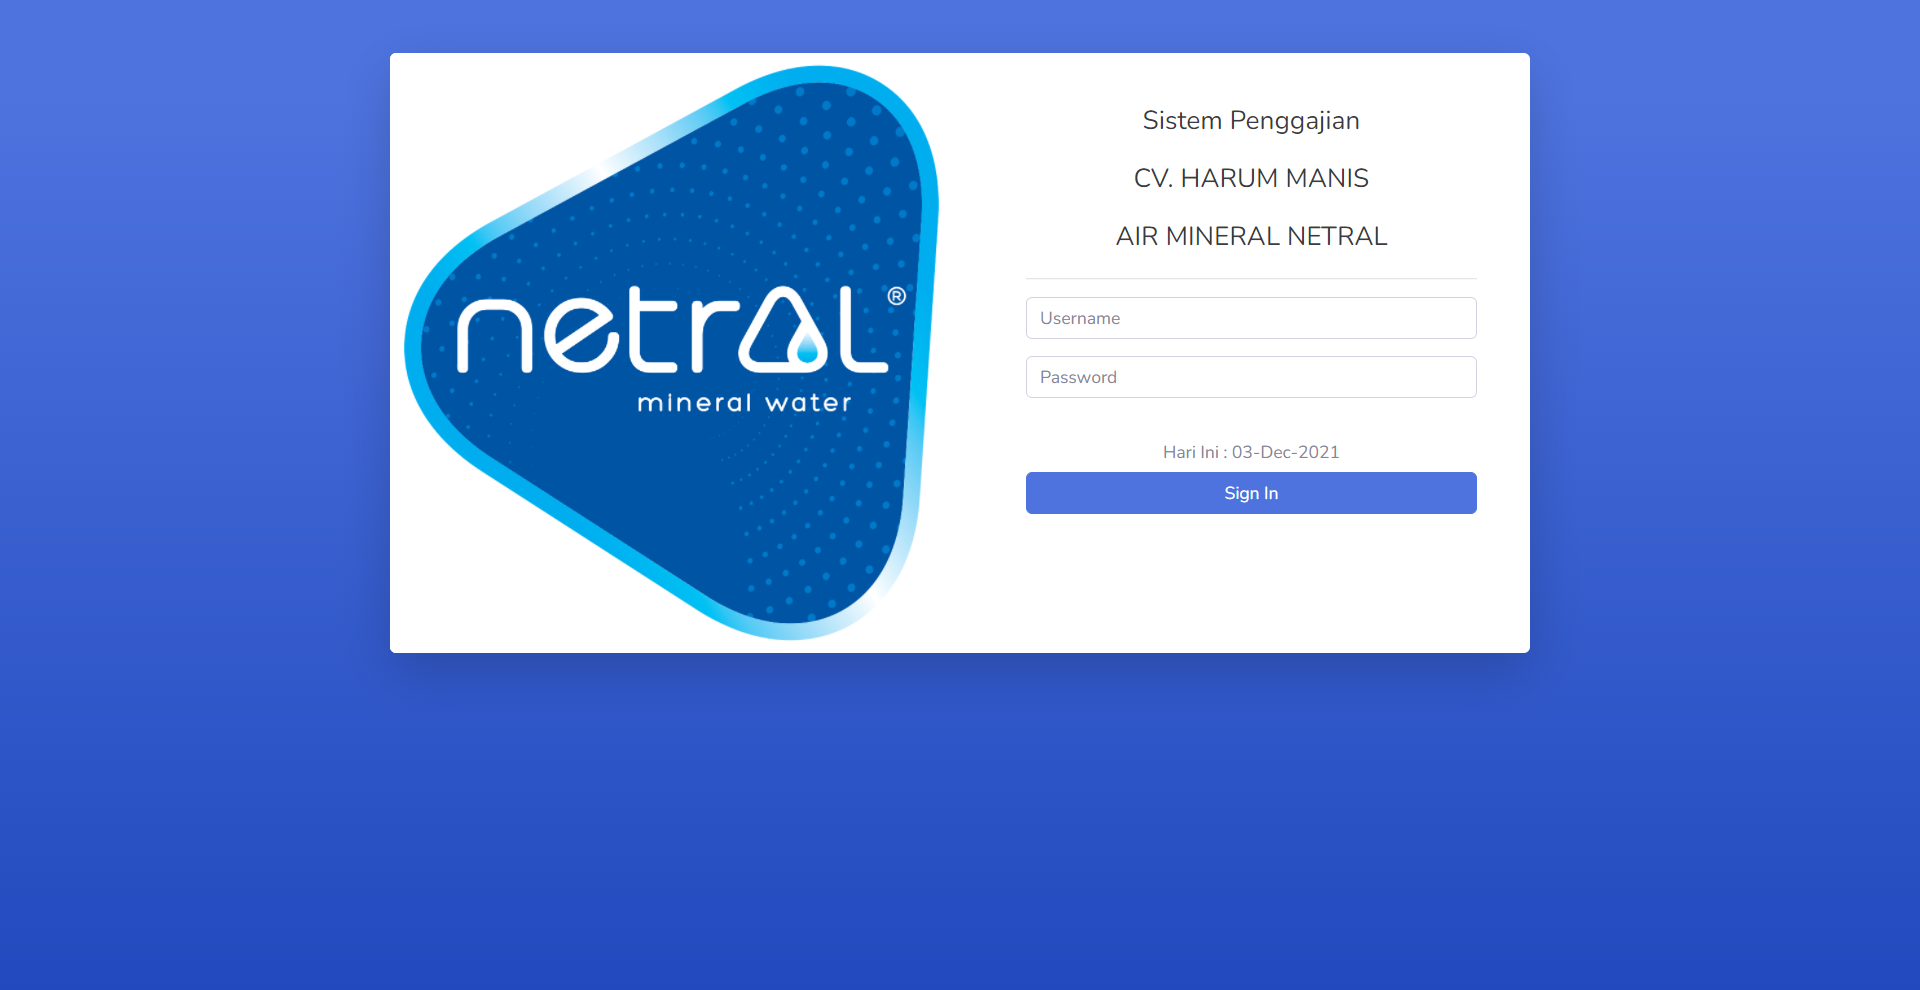 netral®
mineral water
Sistem Penggajian
CV. HARUM MANIS
AIR MINERAL NETRAL
Username
Password
Hari Ini : 03-Dec-2021
Sign In